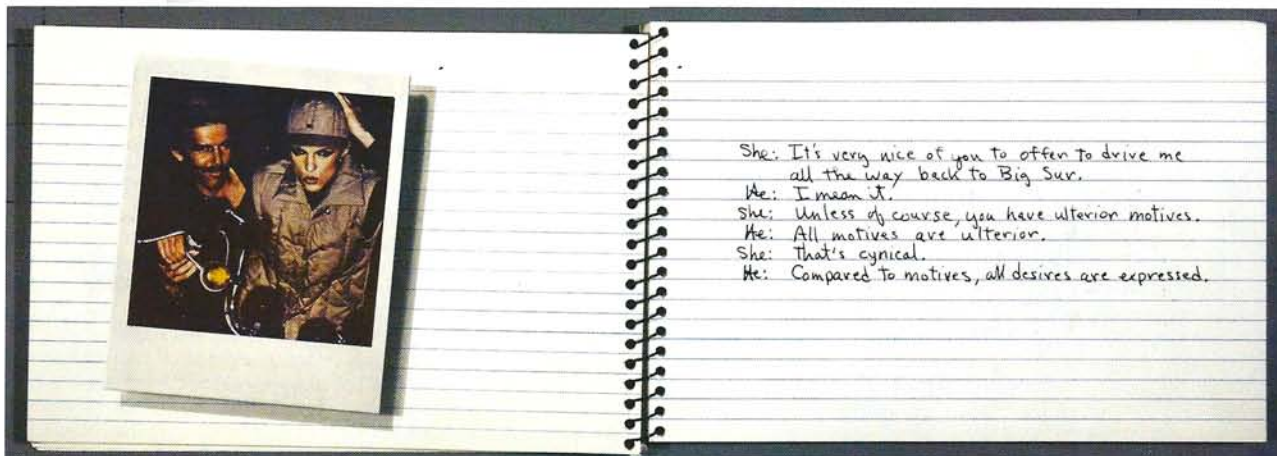 She: It's very nice of you to offer to drive me
all the way back to Big Sur.
He: I mean it.
She: Unless of course, you have ulterior motives.
He: All motives are ulterior.
She: That's cynical.
He: Compared to motives, all desires are expressed.